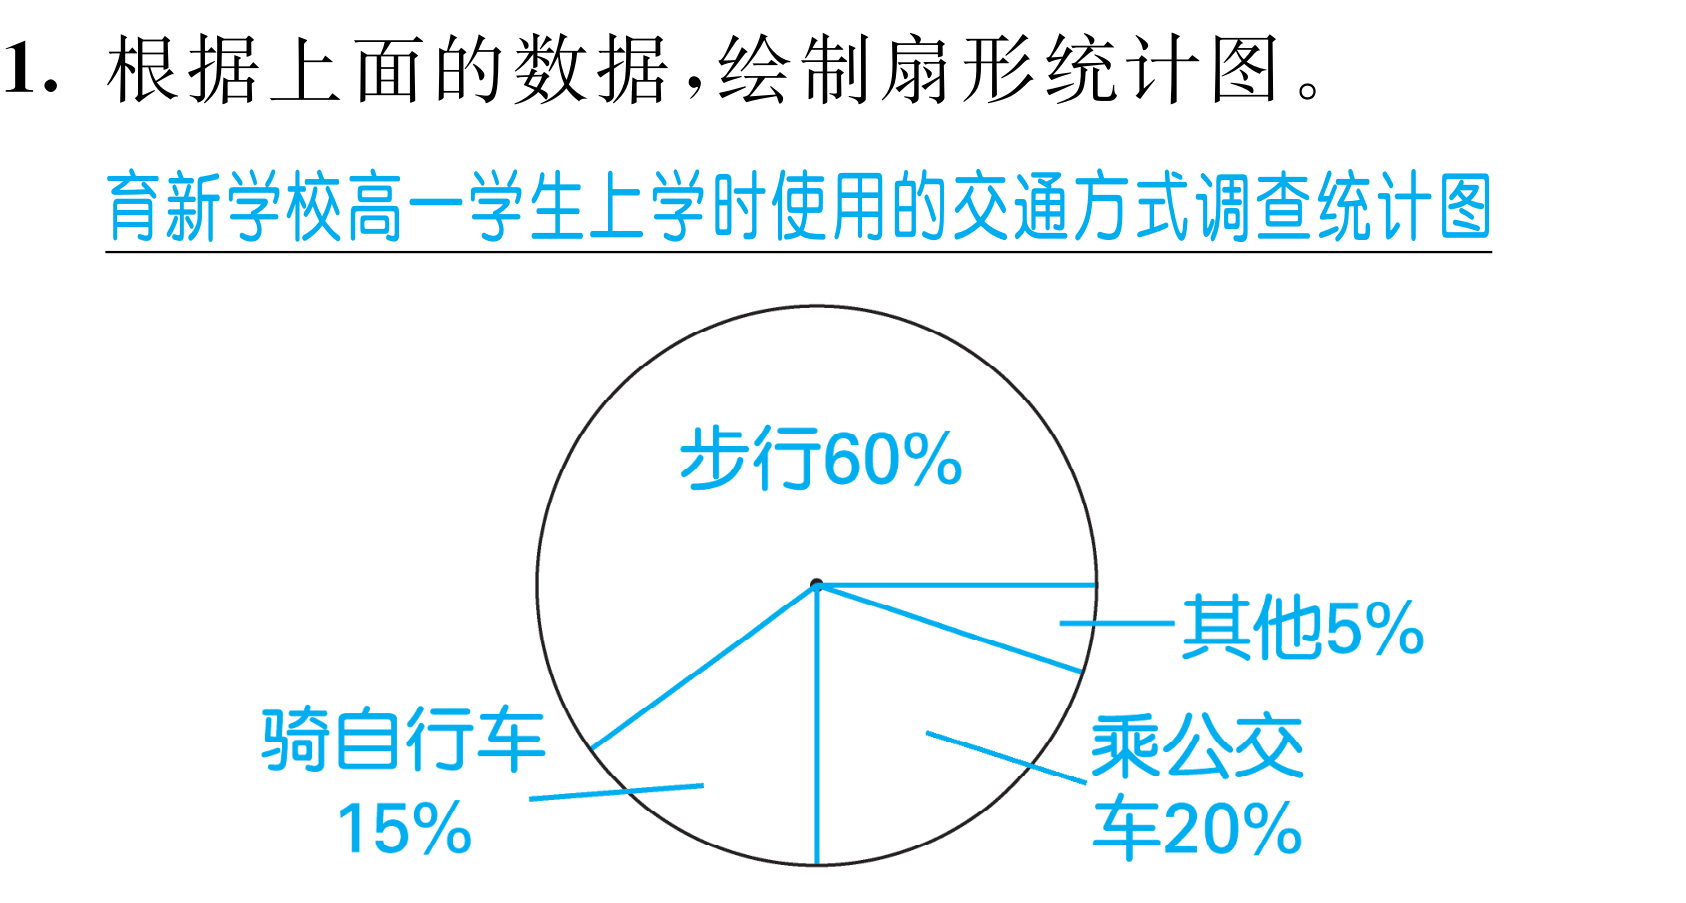 1. 根据上面的数据,绘制扇形统计图。
育新学校高一学生上学时使用的交通方式调查统计图
步行60%
其他5%
骑自行车
15%
乘公交
车20%